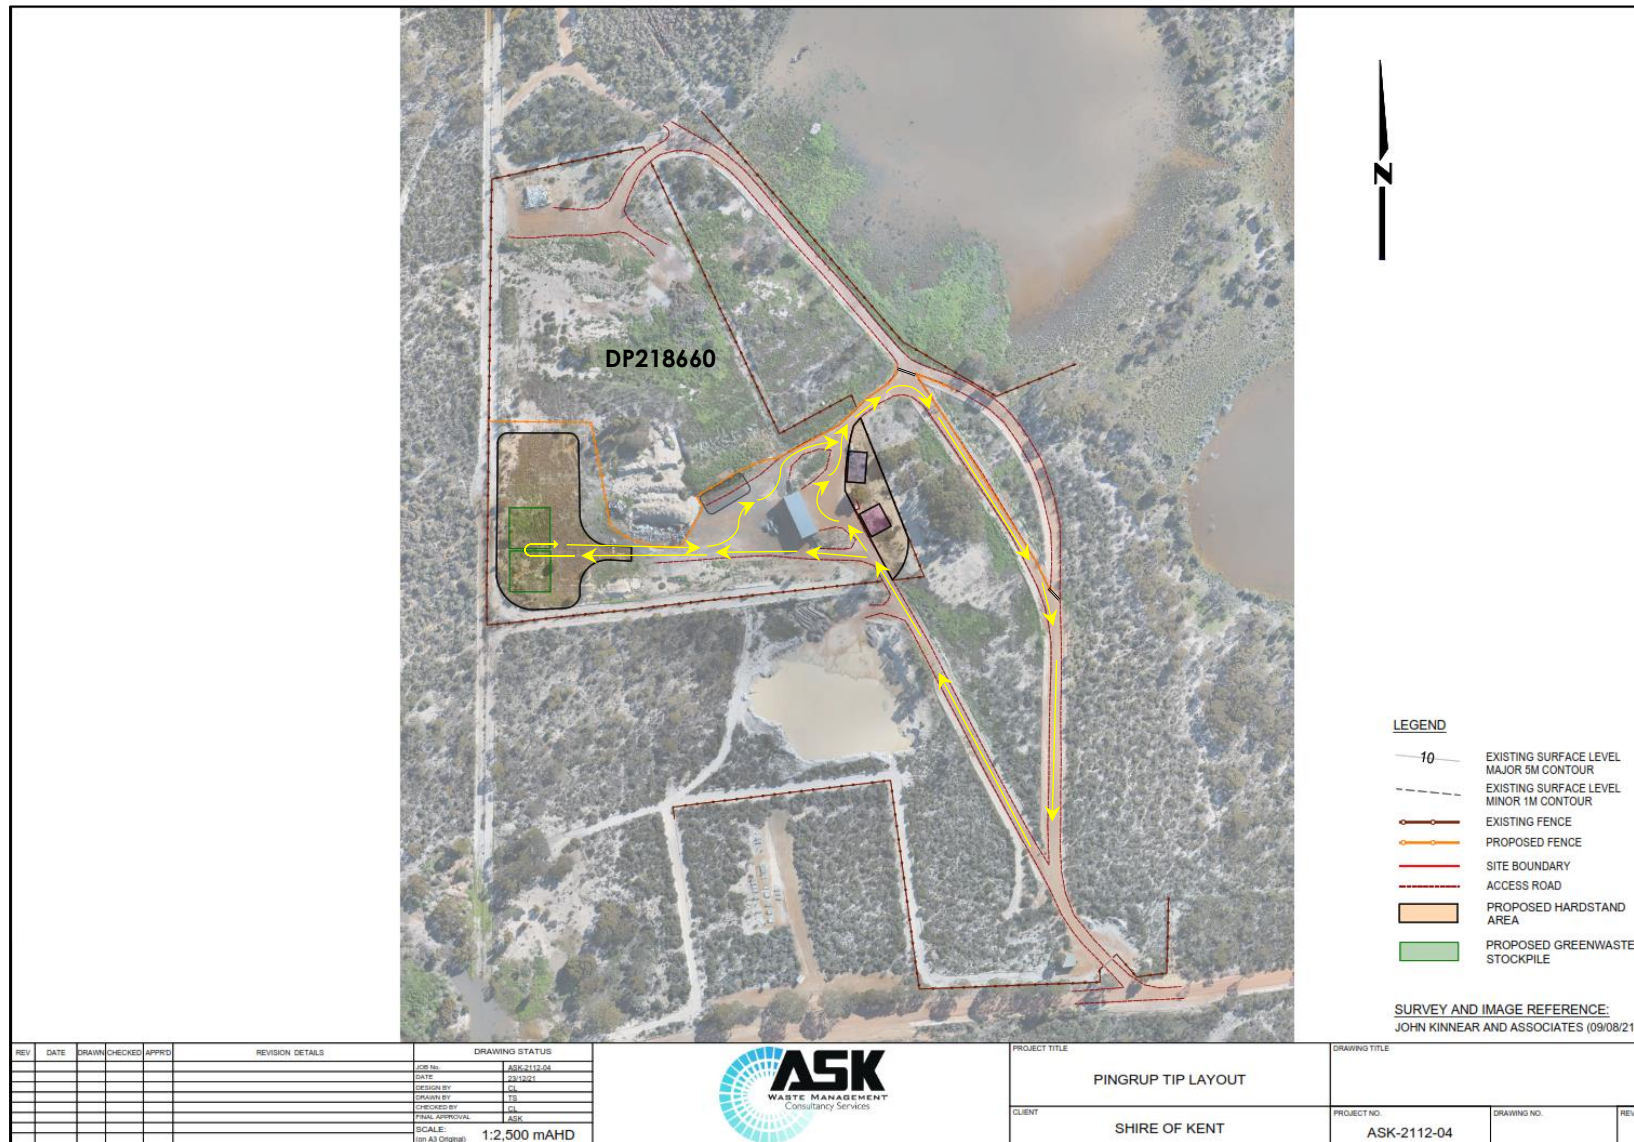 DP218660
N
LEGEND
10
EXISTING SURFACE LEVEL
MAJOR 5M CONTOUR
EXISTING SURFACE LEVEL
MINOR 1M CONTOUR
EXISTING FENCE
PROPOSED FENCE
SITE BOUNDARY
ACCESS ROAD
PROPOSED HARDSTAND
AREA
PROPOSED GREENWASTE
STOCKPILE
SURVEY AND IMAGE REFERENCE:
JOHN KINNEAR AND ASSOCIATES (09/08/21
REV DATE DRAWN CHECKED APPR'D REVISION DETAILS
DRAWING STATUS
JOB No. ASK-2112-04
DATE 23/12/21
DESIGN BY CL
DRAWN BY TS
CHECKED BY CL
FINAL APPROVAL ASK
SCALE: 1:2,500 mAHD
(on A3 Original)
ASK
WASTE MANAGEMENT
Consultancy Services
PROJECT TITLE
PINGRUP TIP LAYOUT
CLIENT
SHIRE OF KENT
DRAWING TITLE
PROJECT NO.
ASK-2112-04
DRAWING NO.
REV